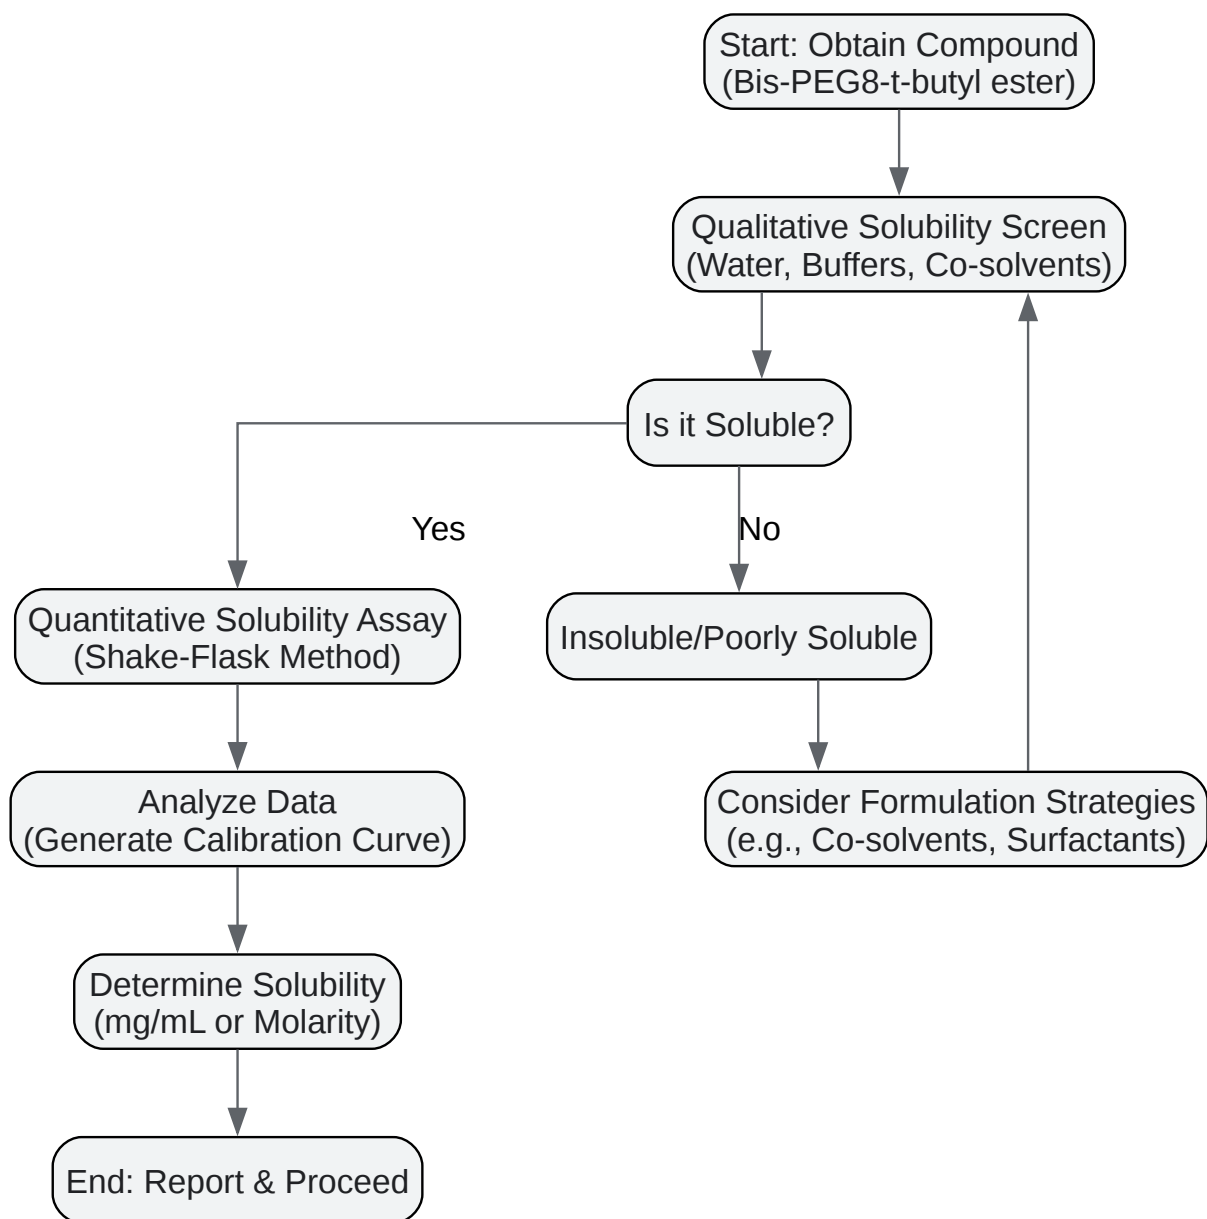 Start: Obtain Compound
(Bis-PEG8-t-butyl ester)
Qualitative Solubility Screen
(Water, Buffers, Co-solvents)
Is it Soluble?
Yes
No
Quantitative Solubility Assay
(Shake-Flask Method)
Insoluble/Poorly Soluble
Analyze Data
(Generate Calibration Curve)
Consider Formulation Strategies
(e.g., Co-solvents, Surfactants)
Determine Solubility
(mg/mL or Molarity)
End: Report & Proceed